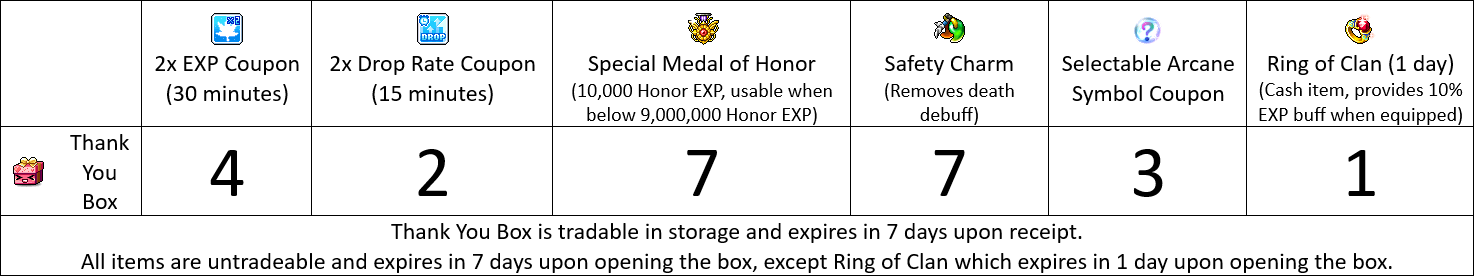 2x EXP Coupon
(30 minutes)
2x Drop Rate Coupon
(15 minutes)
Special Medal of Honor
(10,000 Honor EXP, usable when
below 9,000,000 Honor EXP)
Safety Charm
(Removes death
debuff)
Selectable Arcane
Symbol Coupon
Ring of Clan (1 day)
(Cash item, provides 10%
EXP buff when equipped)
Thank
You
Box
4
2
7
7
3
1
Thank You Box is tradable in storage and expires in 7 days upon receipt.
All items are untradeable and expires in 7 days upon opening the box, except Ring of Clan which expires in 1 day upon opening the box.